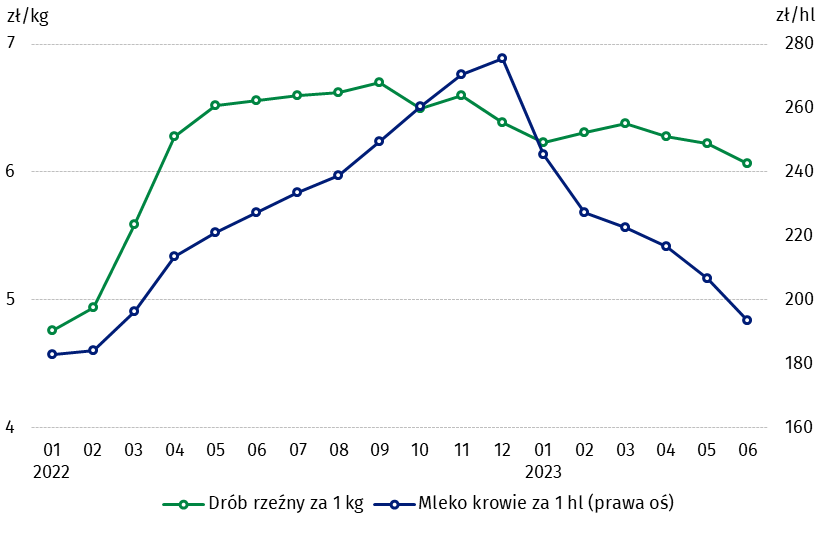 zł/kg zł/hl
7 280
260
6 240
220
5 200
180
4 160
01 02 03 04 05 06 07 08 09 10 11 12 01 02 03 04 05 06
2022 2023
Drób rzeźny za 1 kg Mleko krowie za 1 hl (prawa oś)